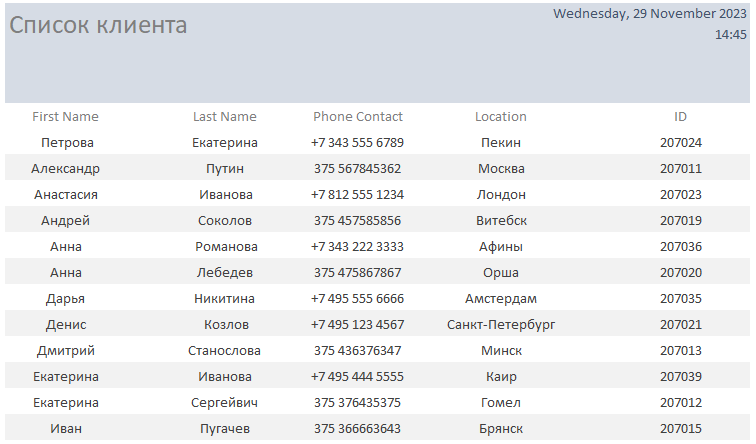 Список клиента
Wednesday, 29 November 2023
14:45
First Name Last Name Phone Contact Location ID
Петрова Екатерина +7 343 555 6789 Пекин 207024
Александр Путин 375 567845362 Москва 207011
Анастасия Иванова +7 812 555 1234 Лондон 207023
Андрей Соколов 375 457585856 Витебск 207019
Анна Романова +7 343 222 3333 Афины 207036
Анна Лебедев 375 475867867 Орша 207020
Дарья Никитина +7 495 555 6666 Амстердам 207035
Денис Козлов +7 495 123 4567 Санкт-Петербург 207021
Дмитрий Станослова 375 436376347 Минск 207013
Екатерина Иванова +7 495 444 5555 Каир 207039
Екатерина Сергейвич 375 376435375 Гомел 207012
Иван Пугачев 375 366663643 Брянск 207015